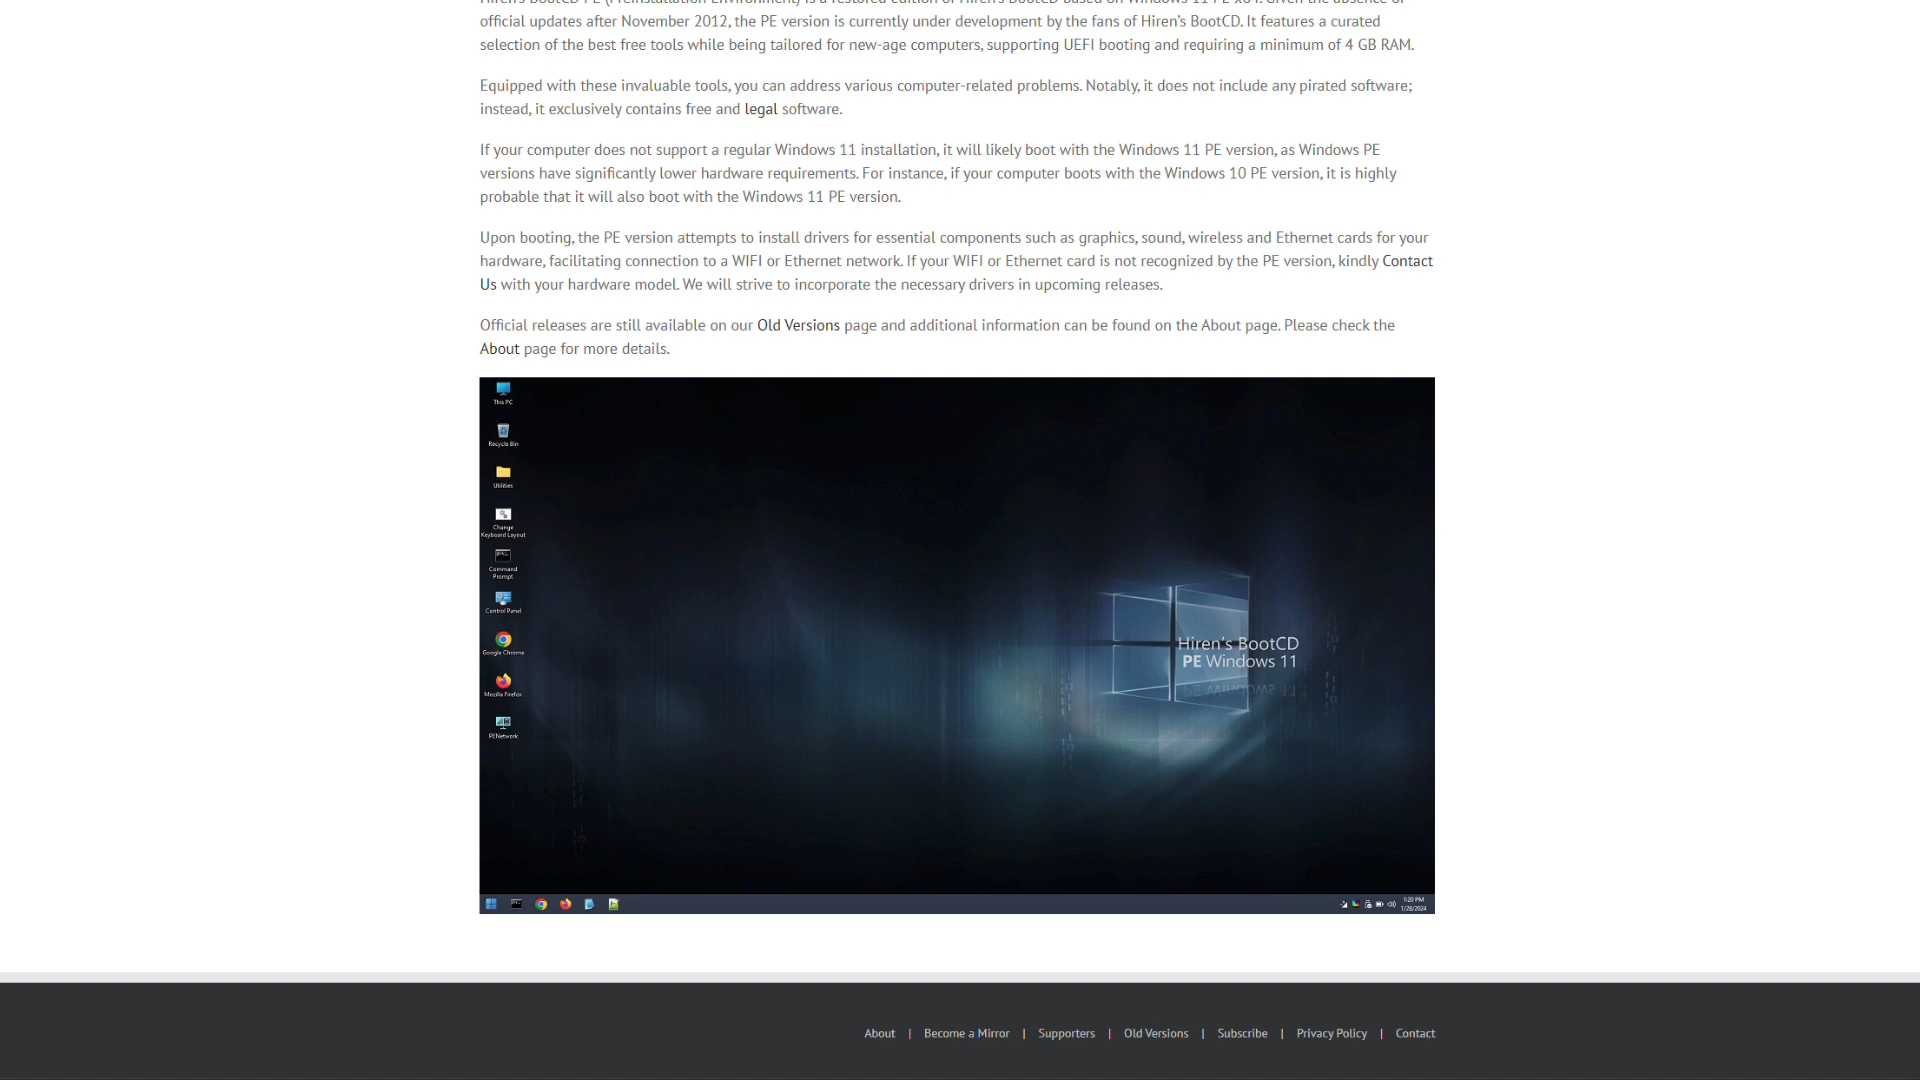 Hiren's BootCD PE (Preinstallation Environment) is a restored edition of Hiren's BootCD based on Windows 11 PE x64. Given the absence of
official updates after November 2012, the PE version is currently under development by the fans of Hiren's BootCD. It features a curated
selection of the best free tools while being tailored for new-age computers, supporting UEFI booting and requiring a minimum of 4 GB RAM.
Equipped with these invaluable tools, you can address various computer-related problems. Notably, it does not include any pirated software;
instead, it exclusively contains free and legal software.
If your computer does not support a regular Windows 11 installation, it will likely boot with the Windows 11 PE version, as Windows PE
versions have significantly lower hardware requirements. For instance, if your computer boots with the Windows 10 PE version, it is highly
probable that it will also boot with the Windows 11 PE version.
Upon booting, the PE version attempts to install drivers for essential components such as graphics, sound, wireless and Ethernet cards for your
hardware, facilitating connection to a WIFI or Ethernet network. If your WIFI or Ethernet card is not recognized by the PE version, kindly Contact
Us with your hardware model. We will strive to incorporate the necessary drivers in upcoming releases.
Official releases are still available on our Old Versions page and additional information can be found on the About page. Please check the
About page for more details.
This PC
Recycle Bin
Utilities
Change
Keyboard Layout
Command
Prompt
Control Panel
Google Chrome
Mozilla Firefox
PENetwork
Hiren's BootCD
PE Windows 11
PE Windows 11
1:20 PM
1/28/2024
About | Become a Mirror | Supporters | Old Versions | Subscribe | Privacy Policy | Contact